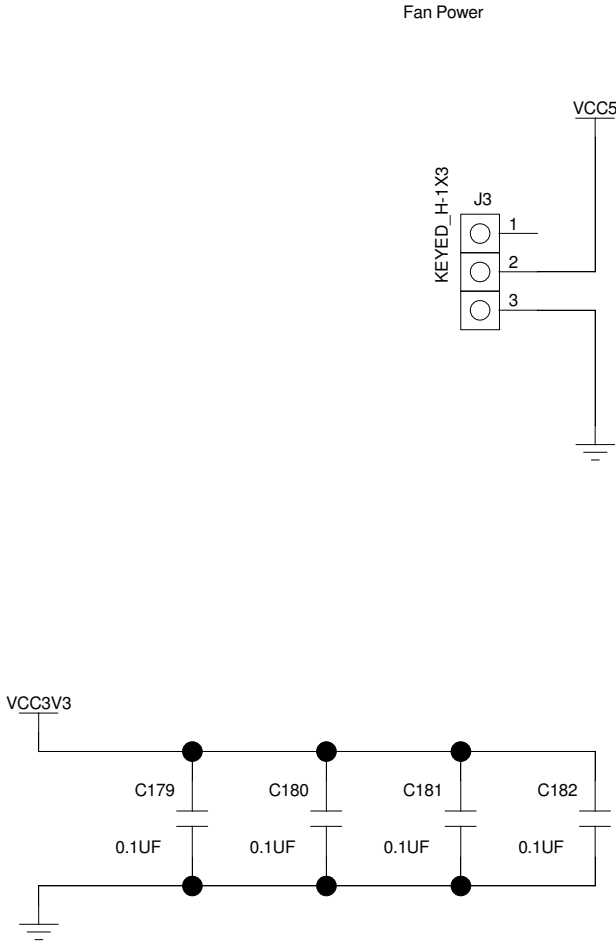 Fan Power
VCC5
KEYED_H-1X3
J3
1
2
3
VCC3V3
C179
C180
C181
C182
0.1UF
0.1UF
0.1UF
0.1UF